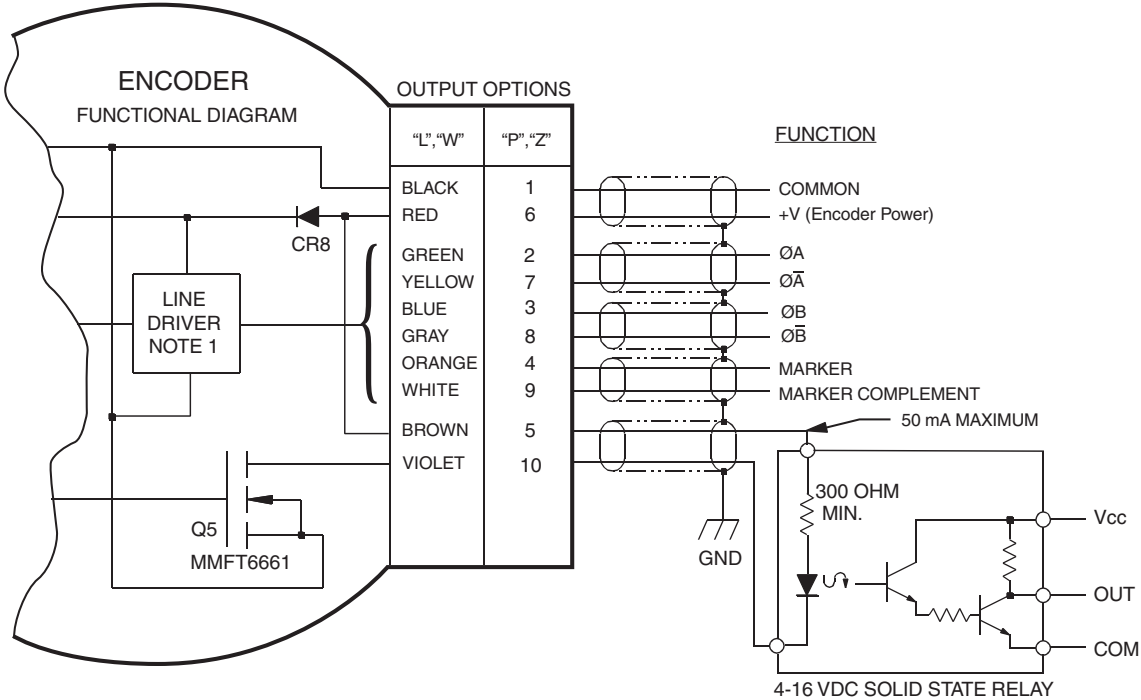 ENCODER
FUNCTIONAL DIAGRAM
OUTPUT OPTIONS
"L","W" "P","Z"
FUNCTION
BLACK 1 COMMON
RED 6 +V (Encoder Power)
CR8
GREEN 2 ØA
YELLOW 7 ØA̅
BLUE 3 ØB
GRAY 8 ØB̅
ORANGE 4 MARKER
WHITE 9 MARKER COMPLEMENT
LINE
DRIVER
NOTE 1
BROWN 5 50 mA MAXIMUM
VIOLET 10
Q5
MMFT6661
GND
300 OHM
MIN.
Vcc
OUT
COM
4-16 VDC SOLID STATE RELAY